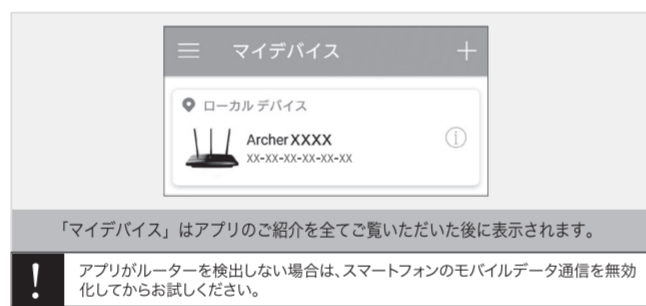 マイデバイス
ローカル デバイス
Archer XXXX
XX-XX-XX-XX-XX-XX
「マイデバイス」はアプリのご紹介を全てご覧いただいた後に表示されます。
! アプリがルーターを検出しない場合は、スマートフォンのモバイルデータ通信を無効
化してからお試しください。